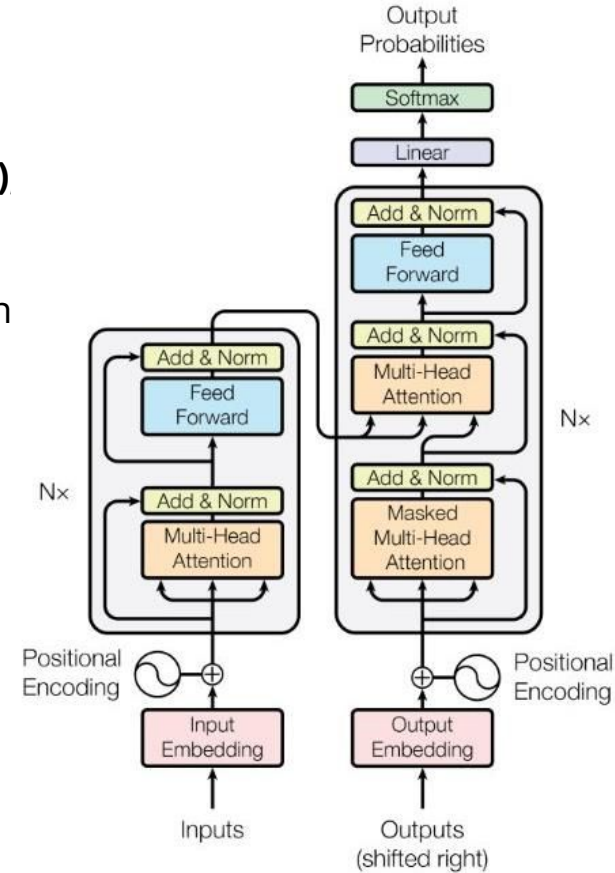 Output
Probabilities
Softmax
Linear
)
Add & Norm
Feed
Forward
n
Add & Norm
Add & Norm
Multi-Head
Attention
Feed
Forward
Nx
Add & Norm
Nx
Add & Norm
Masked
Multi-Head
Attention
Multi-Head
Attention
Positional
Encoding
Positional
Encoding
Input
Embedding
Output
Embedding
Inputs
Outputs
(shifted right)